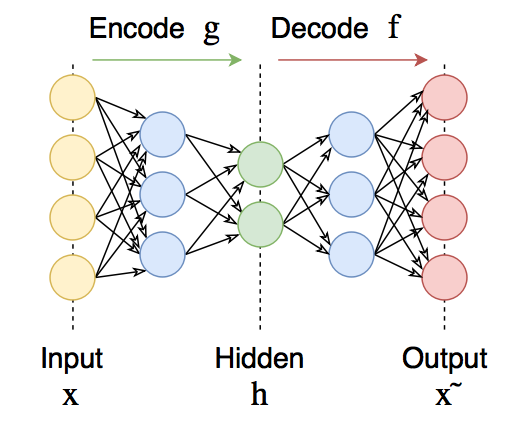 Encode g Decode f
Input Hidden Output
x h x˜